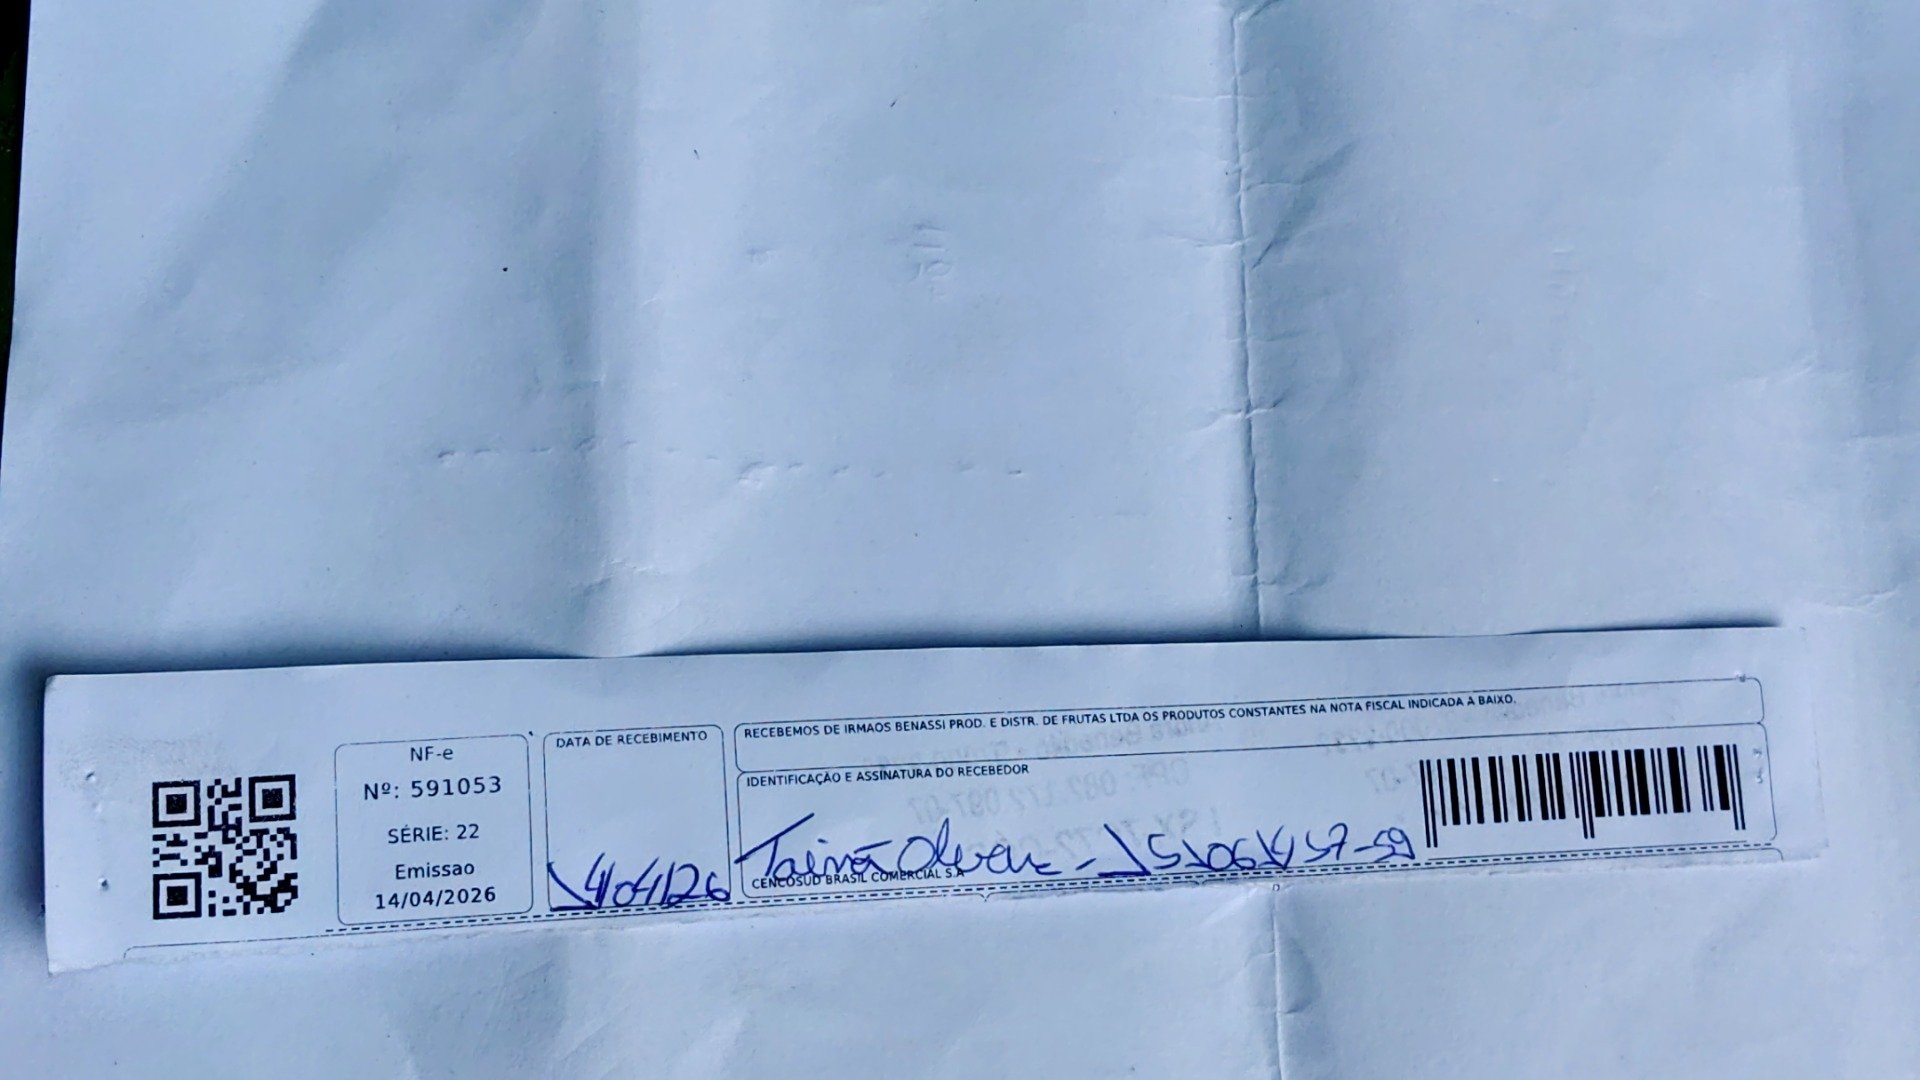 RECEBEMOS DE IRMAOS BENASSI PROD. E DISTR. DE FRUTAS LTDA OS PRODUTOS CONSTANTES NA NOTA FISCAL INDICADA A BAIXO.
NF-e
Nº: 591053
SÉRIE: 22
Emissao
14/04/2026
DATA DE RECEBIMENTO
14/04/26
IDENTIFICAÇÃO E ASSINATURA DO RECEBEDOR
CENCOSUD BRASIL COMERCIAL S.A